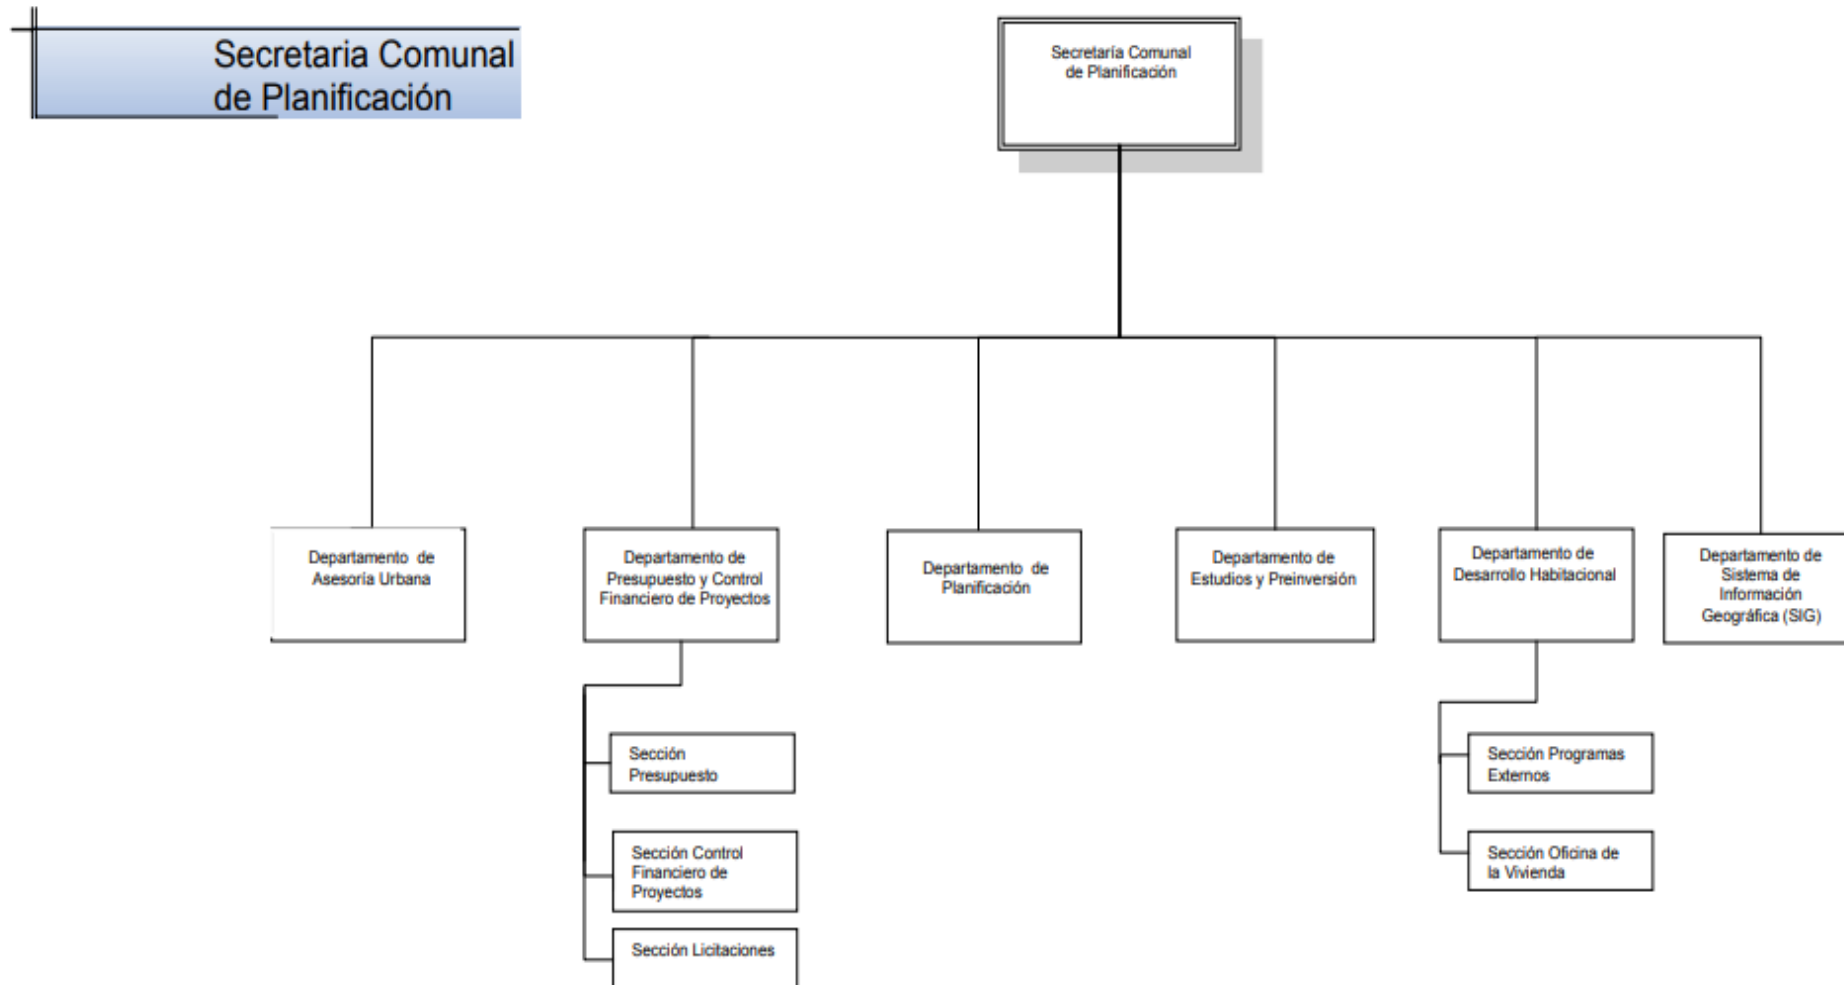 Secretaria Comunal
de Planificación
Secretaría Comunal
de Planificación
Departamento de
Asesoría Urbana
Departamento de
Presupuesto y Control
Financiero de Proyectos
Departamento de
Planificación
Departamento de
Estudios y Preinversión
Departamento de
Desarrollo Habitacional
Departamento de
Sistema de
Información
Geográfica (SIG)
Sección
Presupuesto
Sección Control
Financiero de
Proyectos
Sección Licitaciones
Sección Programas
Externos
Sección Oficina de
la Vivienda